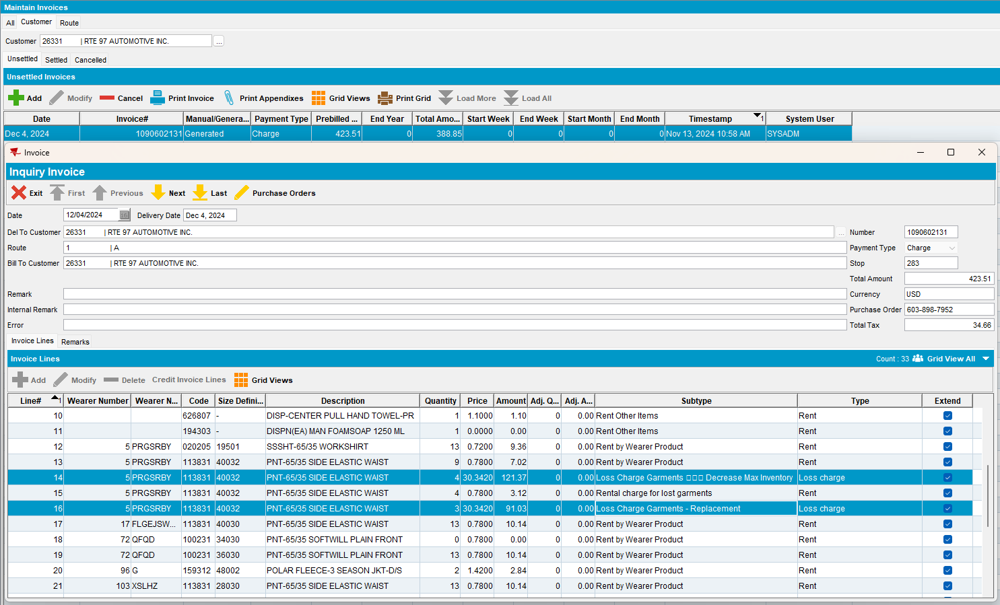 Maintain Invoices
All Customer Route
Customer 26331 | RTE 97 AUTOMOTIVE INC. ...
Unsettled Settled Cancelled
Unsettled Invoices
Add Modify Cancel Print Invoice Print Appendixes Grid Views Print Grid Load More Load All
Date Invoice# Manual/Genera... Payment Type Prebilled ... End Year Total Amo... Start Week End Week Start Month End Month Timestamp 1 System User
Dec 4, 2024 1090602131 Generated Charge 423.51 0 388.85 0 0 0 0 Nov 13, 2024 10:58 AM SYSADM
Invoice
Inquiry Invoice
Exit First Previous Next Last Purchase Orders
Date 12/04/2024 16 Delivery Date Dec 4, 2024
Del To Customer 26331 | RTE 97 AUTOMOTIVE INC. ... Number 1090602131
Route 1 | A Payment Type Charge
Bill To Customer 26331 | RTE 97 AUTOMOTIVE INC. Stop 283
Total Amount 423.51
Remark Currency USD
Internal Remark Purchase Order 603-898-7952
Error Total Tax 34.66
Invoice Lines Remarks
Invoice Lines Count : 33 Grid View All
Add Modify Delete Credit Invoice Lines Grid Views
Line# 1 Wearer Number Wearer N... Code Size Defini... Description Quantity Price Amount Adj. Q... Adj. A... Subtype Type Extend
10 626807 - DISP-CENTER PULL HAND TOWEL-PR 1 1.1000 1.10 0 0.00 Rent Other Items Rent
11 194303 - DISPN(EA) MAN FOAMSOAP 1250 ML 1 0.0000 0.00 0 0.00 Rent Other Items Rent
12 5 PRGSRBY 020205 19501 SSSHT-65/35 WORKSHIRT 13 0.7200 9.36 0 0.00 Rent by Wearer Product Rent
13 5 PRGSRBY 113831 40032 PNT-65/35 SIDE ELASTIC WAIST 9 0.7800 7.02 0 0.00 Rent by Wearer Product Rent
14 5 PRGSRBY 113831 40032 PNT-65/35 SIDE ELASTIC WAIST 4 30.3420 121.37 0 0.00 Loss Charge Garments □□□ Decrease Max Inventory Loss charge
15 5 PRGSRBY 113831 40032 PNT-65/35 SIDE ELASTIC WAIST 4 0.7800 3.12 0 0.00 Rental charge for lost garments Rent
16 5 PRGSRBY 113831 40032 PNT-65/35 SIDE ELASTIC WAIST 3 30.3420 91.03 0 0.00 Loss Charge Garments - Replacement Loss charge
17 17 FLGEJSW... 113831 40030 PNT-65/35 SIDE ELASTIC WAIST 13 0.7800 10.14 0 0.00 Rent by Wearer Product Rent
18 72 QFQD 100231 34030 PNT-65/35 SOFTWILL PLAIN FRONT 0 0.7800 0.00 0 0.00 Rent by Wearer Product Rent
19 72 QFQD 100231 36030 PNT-65/35 SOFTWILL PLAIN FRONT 13 0.7800 10.14 0 0.00 Rent by Wearer Product Rent
20 96 G 159312 48002 POLAR FLEECE-3 SEASON JKT-D/S 2 1.4200 2.84 0 0.00 Rent by Wearer Product Rent
21 103 XSLHZ 113831 28030 PNT-65/35 SIDE ELASTIC WAIST 13 0.7800 10.14 0 0.00 Rent by Wearer Product Rent